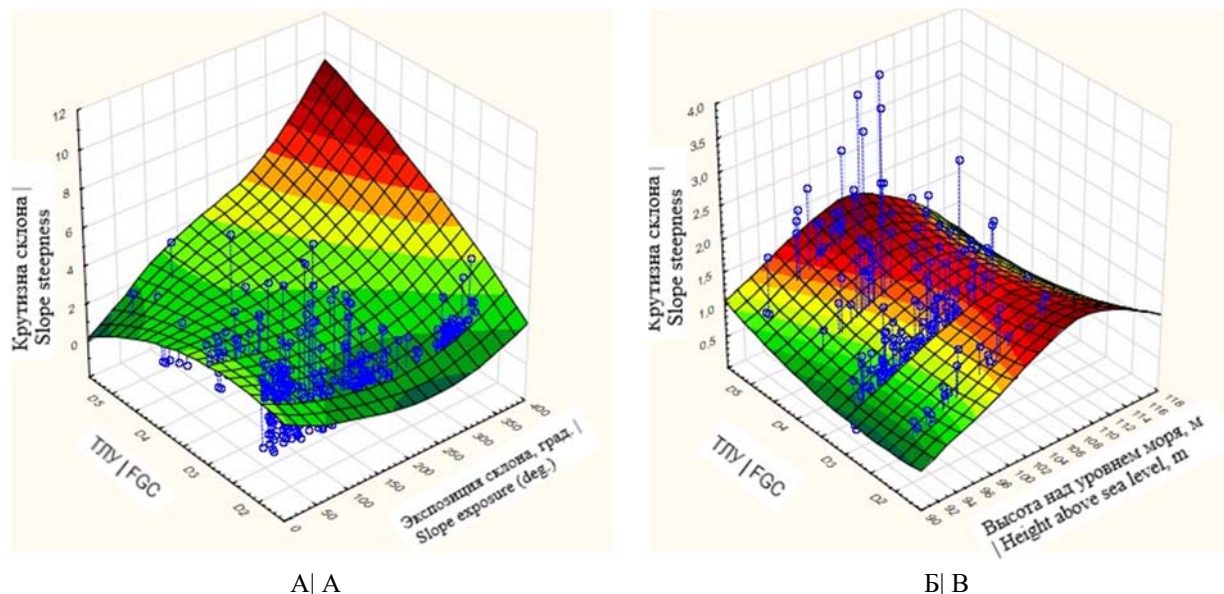 12
10
8
6
4
2
0
Крутизна склона |
Slope steepness
D5
D4
D3
D2
ТЛУ | FGC
0
50
100
150
200
250
300
350
400
Экспозиция склона, град. |
Slope exposure (deg.)
А| A
4,0
3,5
3,0
2,5
2,0
1,5
1,0
0,5
Крутизна склона |
Slope steepness
D5
D4
D3
D2
ТЛУ | FGC
90
92
94
96
98
100
102
104
106
108
110
112
114
116
118
Высота над уровнем моря, м
| Height above sea level, m
Б| B